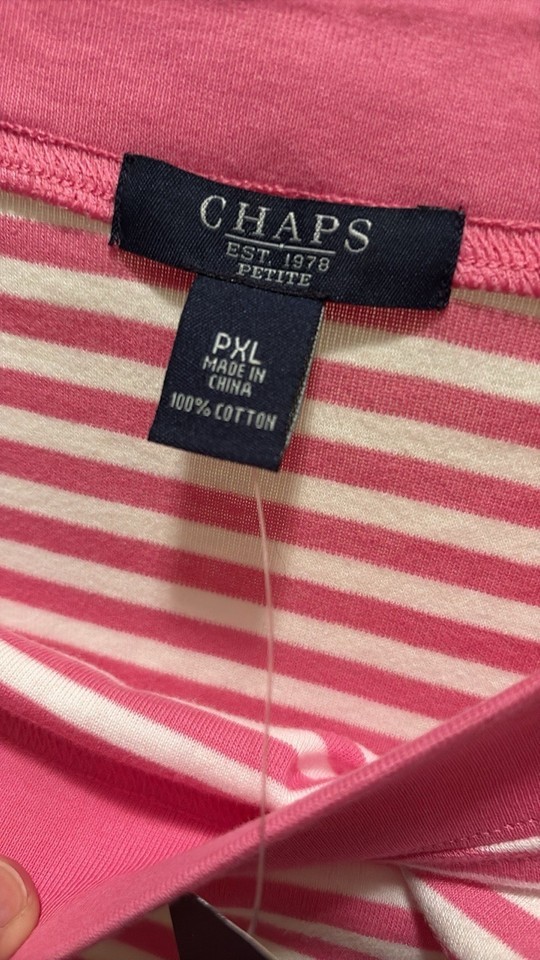 CHAPS
EST. 1978
PETITE
PXL
MADE IN
CHINA
100% COTTON